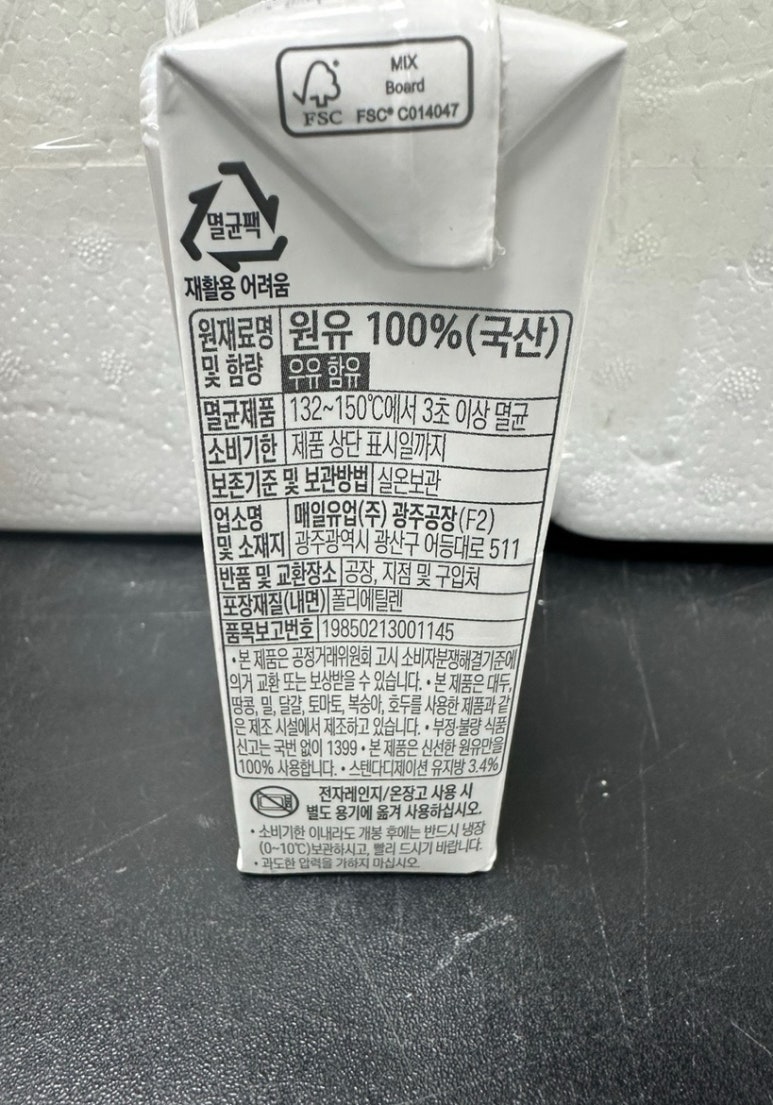 MIX
Board
FSC
FSC® C014047
멸균팩
재활용 어려움
원재료명 및 함량
원유 100%(국산)
우유 함유
멸균제품 132~150℃에서 3초 이상 멸균
소비기한 제품 상단 표시일까지
보존기준 및 보관방법 실온보관
업소명 및 소재지
매일유업(주) 광주공장(F2)
광주광역시 광산구 어등대로 511
반품 및 교환장소 공장, 지점 및 구입처
포장재질(내면) 폴리에틸렌
품목보고번호 19850213001145
•본 제품은 공정거래위원회 고시 소비자분쟁해결기준에
의거 교환 또는 보상받을 수 있습니다. •본 제품은 대두,
땅콩, 밀, 달걀, 토마토, 복숭아, 호두를 사용한 제품과 같
은 제조 시설에서 제조하고 있습니다. •부정·불량 식품
신고는 국번 없이 1399 •본 제품은 신선한 원유만을
100% 사용합니다. •스텐다디제이션 유지방 3.4%
전자레인지/온장고 사용 시
별도 용기에 옮겨 사용하십시오.
•소비기한 이내라도 개봉 후에는 반드시 냉장
(0~10℃)보관하시고, 빨리 드시기 바랍니다.
•과도한 압력을 가하지 마십시오.